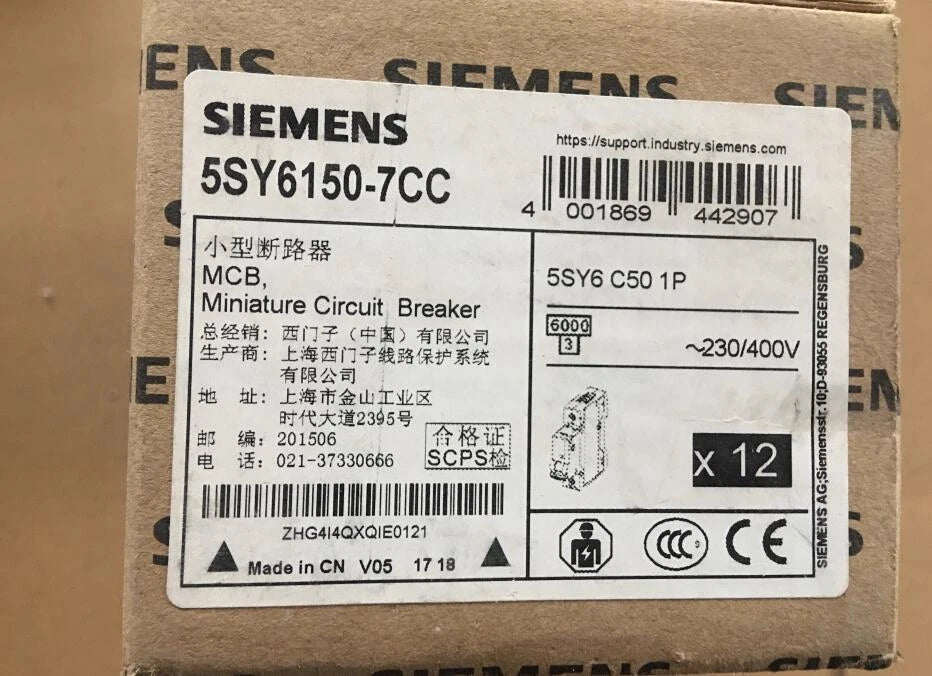 ENS SIEMENS SIEN
SIEMENS
5SY6150-7CC
https://support.industry.siemens.com
4 001869 442907
小型断路器
MCB,
Miniature Circuit Breaker
总经销: 西门子(中国)有限公司
生产商: 上海西门子线路保护系统
有限公司
地 址: 上海市金山工业区
时代大道2395号
邮 编: 201506
电 话: 021-37330666
合格证
SCPS检
ZHG4I4QXQIE0121
Made in CN V05 17 18
5SY6 C50 1P
6000
3
~230/400V
x 12
CCC S
CE
SIEMENS AG;Siemensstr.10;D-93055 REGENSBURG
S
E
EN
S
S
SIEMENS